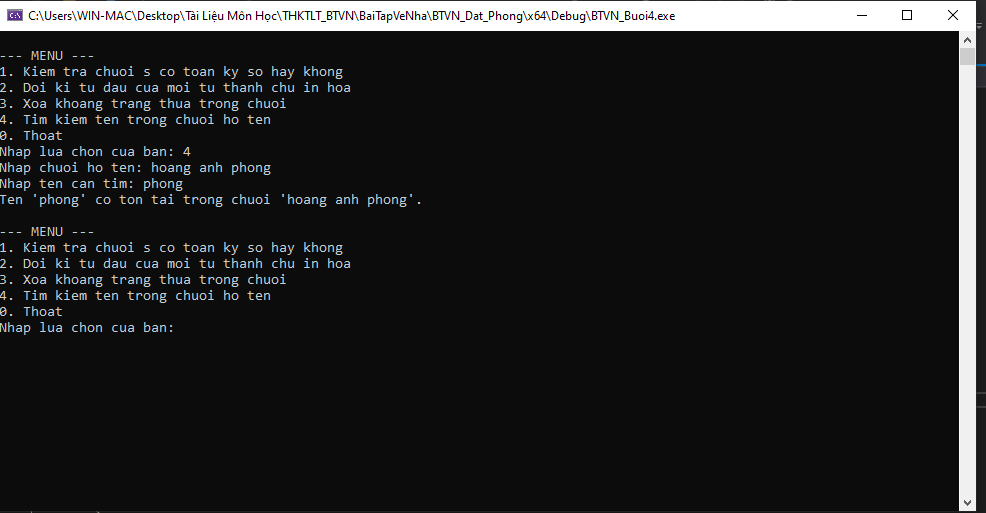 C:\Users\WIN-MAC\Desktop\Tài Liệu Môn Học\THKTLT_BTVN\BaiTapVeNha\BTVN_Dat_Phong\x64\Debug\BTVN_Buoi4.exe
--- MENU ---
1. Kiem tra chuoi s co toan ky so hay khong
2. Doi ki tu dau cua moi tu thanh chu in hoa
3. Xoa khoang trang thua trong chuoi
4. Tim kiem ten trong chuoi ho ten
0. Thoat
Nhap lua chon cua ban: 4
Nhap chuoi ho ten: hoang anh phong
Nhap ten can tim: phong
Ten 'phong' co ton tai trong chuoi 'hoang anh phong'.
--- MENU ---
1. Kiem tra chuoi s co toan ky so hay khong
2. Doi ki tu dau cua moi tu thanh chu in hoa
3. Xoa khoang trang thua trong chuoi
4. Tim kiem ten trong chuoi ho ten
0. Thoat
Nhap lua chon cua ban: